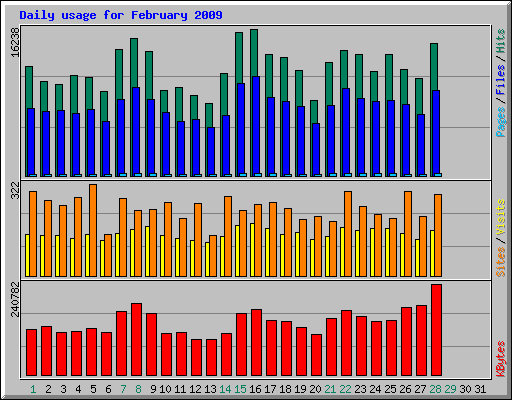 Daily usage for February 2009
16238
Pages / Files / Hits
322
Sites / Visits
240782
KBytes
1 2 3 4 5 6 7 8 9 10 11 12 13 14 15 16 17 18 19 20 21 22 23 24 25 26 27 28 29 30 31